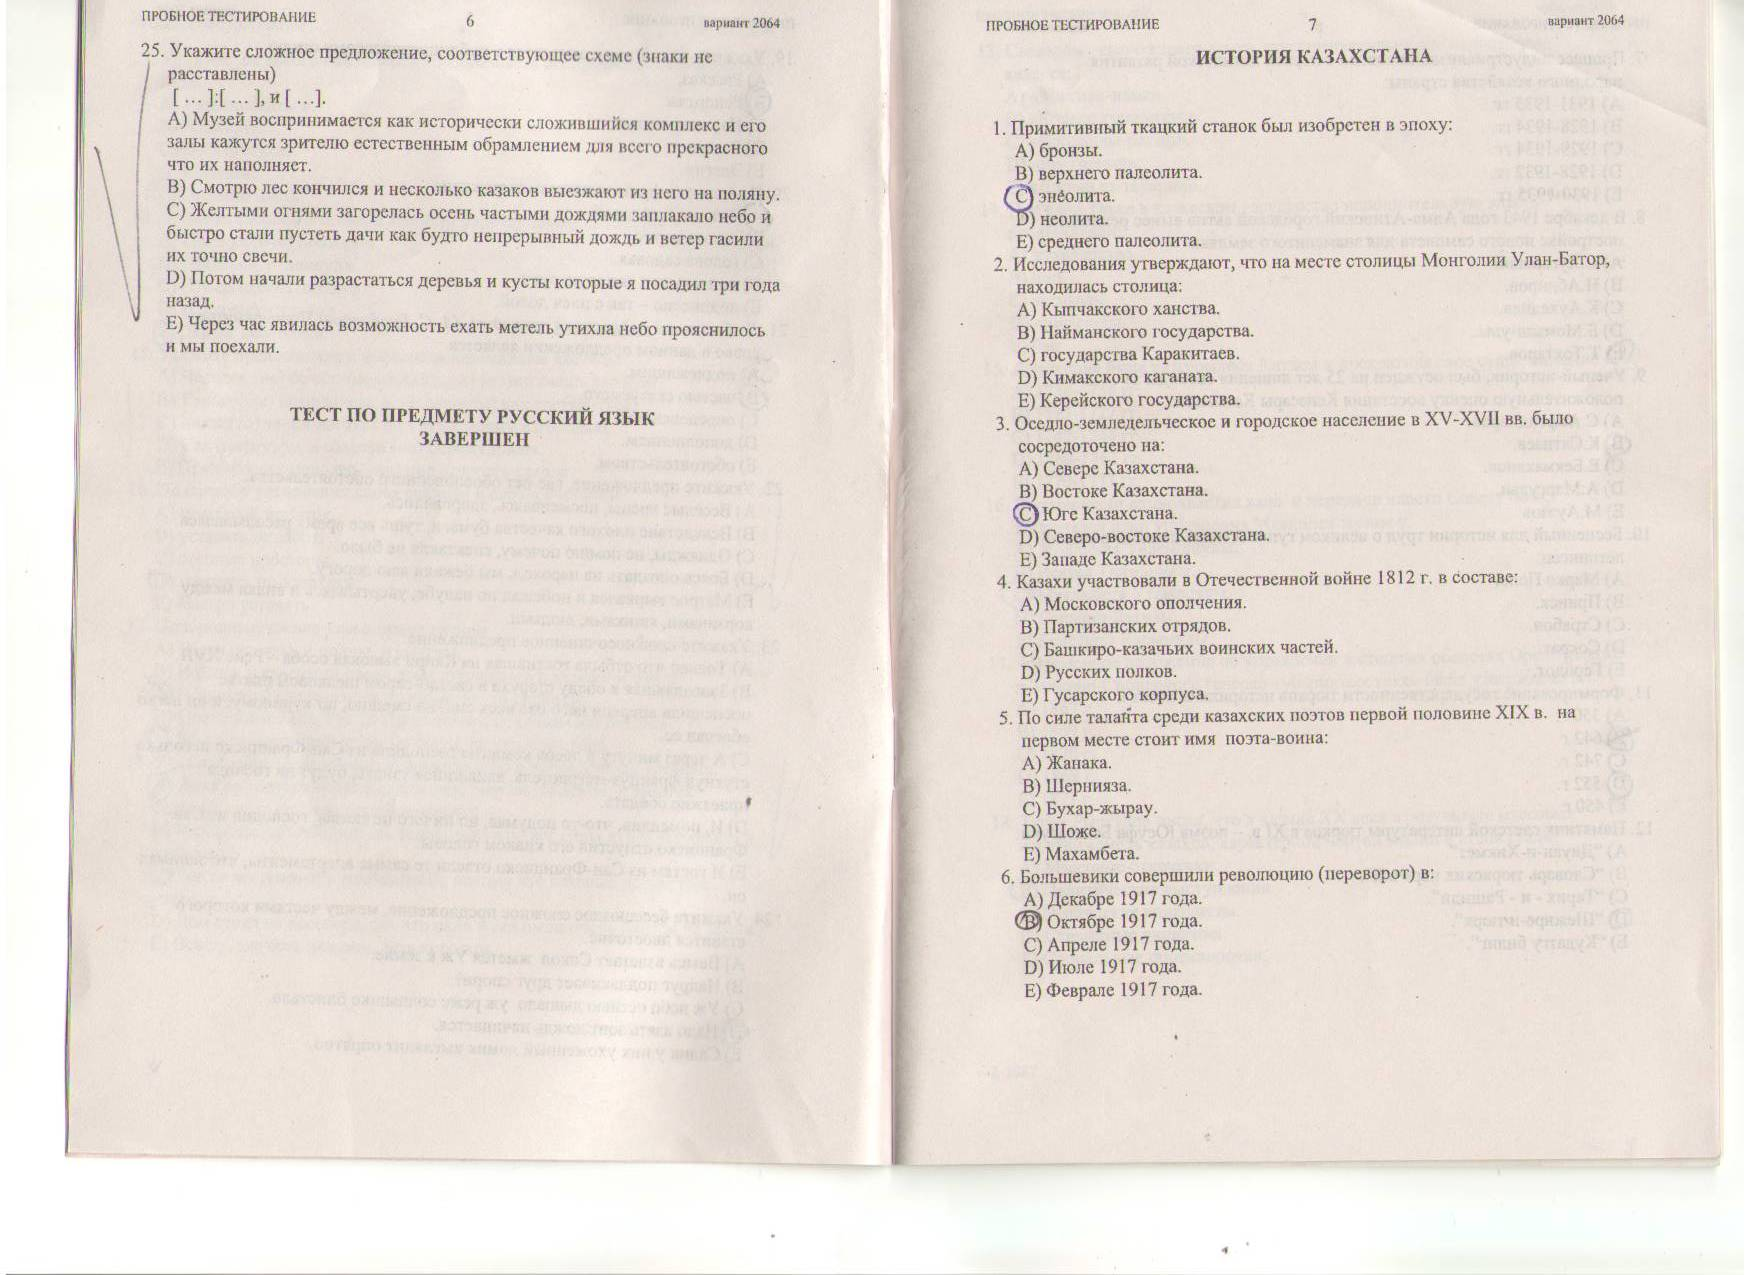 ПРОБНОЕ ТЕСТИРОВАНИЕ 6 вариант 2064
25. Укажите сложное предложение, соответствующее схеме (знаки не
расставлены)
[ ... ]:[ ... ], и [ ...].
A) Музей воспринимается как исторически сложившийся комплекс и его
залы кажутся зрителю естественным обрамлением для всего прекрасного
что их наполняет.
B) Смотрю лес кончился и несколько казаков выезжают из него на поляну.
C) Желтыми огнями загорелась осень частыми дождями заплакало небо и
быстро стали пустеть дачи как будто непрерывный дождь и ветер гасили
их точно свечи.
D) Потом начали разрастаться деревья и кусты которые я посадил три года
назад.
E) Через час явилась возможность ехать метель утихла небо прояснилось
и мы поехали.
ТЕСТ ПО ПРЕДМЕТУ РУССКИЙ ЯЗЫК
ЗАВЕРШЕН
ПРОБНОЕ ТЕСТИРОВАНИЕ 7 вариант 2064
ИСТОРИЯ КАЗАХСТАНА
1. Примитивный ткацкий станок был изобретен в эпоху:
A) бронзы.
B) верхнего палеолита.
C) энеолита.
D) неолита.
E) среднего палеолита.
2. Исследования утверждают, что на месте столицы Монголии Улан-Батор,
находилась столица:
A) Кыпчакского ханства.
B) Найманского государства.
C) государства Каракитаев.
D) Кимакского каганата.
E) Керейского государства.
3. Оседло-земледельческое и городское население в XV-XVII вв. было
сосредоточено на:
A) Севере Казахстана.
B) Востоке Казахстана.
C) Юге Казахстана.
D) Северо-востоке Казахстана.
E) Западе Казахстана.
4. Казахи участвовали в Отечественной войне 1812 г. в составе:
A) Московского ополчения.
B) Партизанских отрядов.
C) Башкиро-казачьих воинских частей.
D) Русских полков.
E) Гусарского корпуса.
5. По силе таланта среди казахских поэтов первой половине XIX в. на
первом месте стоит имя поэта-воина:
A) Жанака.
B) Шернияза.
C) Бухар-жырау.
D) Шоже.
E) Махамбета.
6. Большевики совершили революцию (переворот) в:
A) Декабре 1917 года.
B) Октябре 1917 года.
C) Апреле 1917 года.
D) Июле 1917 года.
E) Феврале 1917 года.